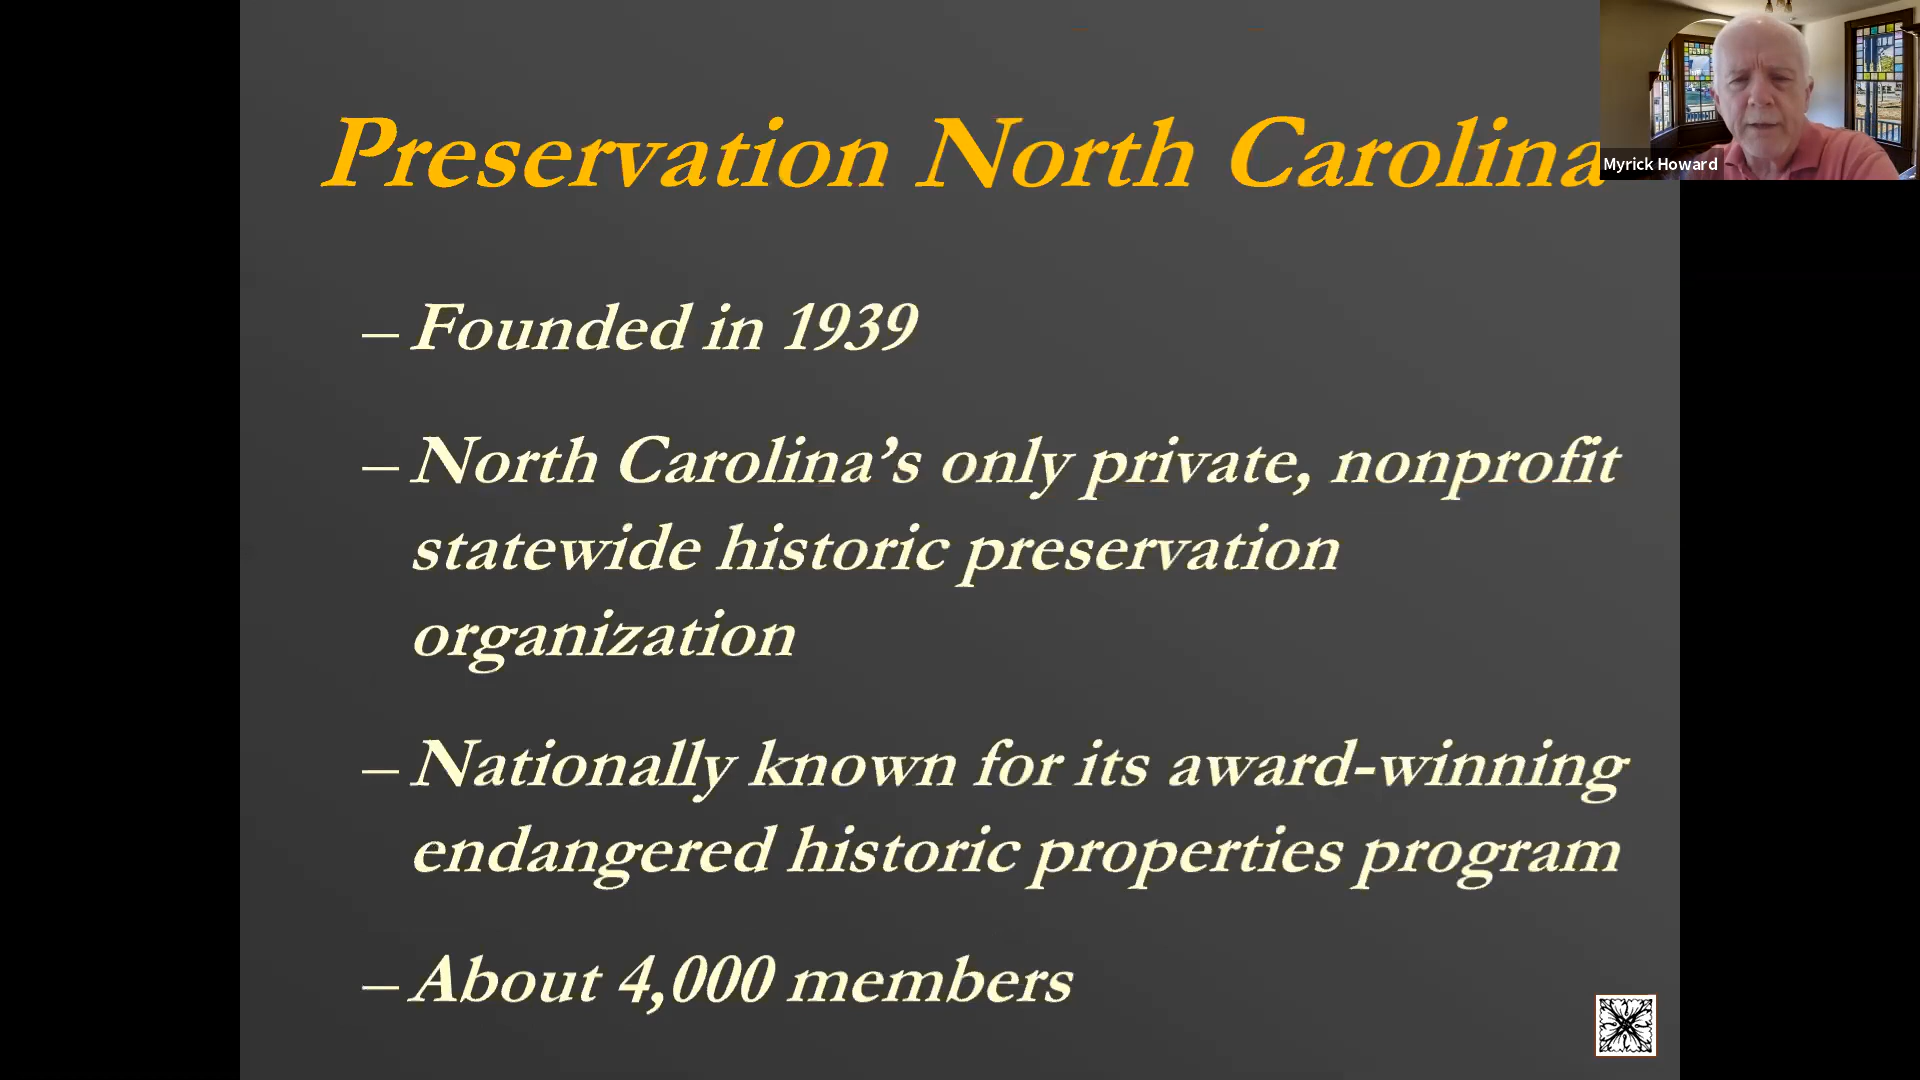 Preservation North Carolina
Myrick Howard
– Founded in 1939
– North Carolina’s only private, nonprofit
statewide historic preservation
organization
– Nationally known for its award-winning
endangered historic properties program
– About 4,000 members